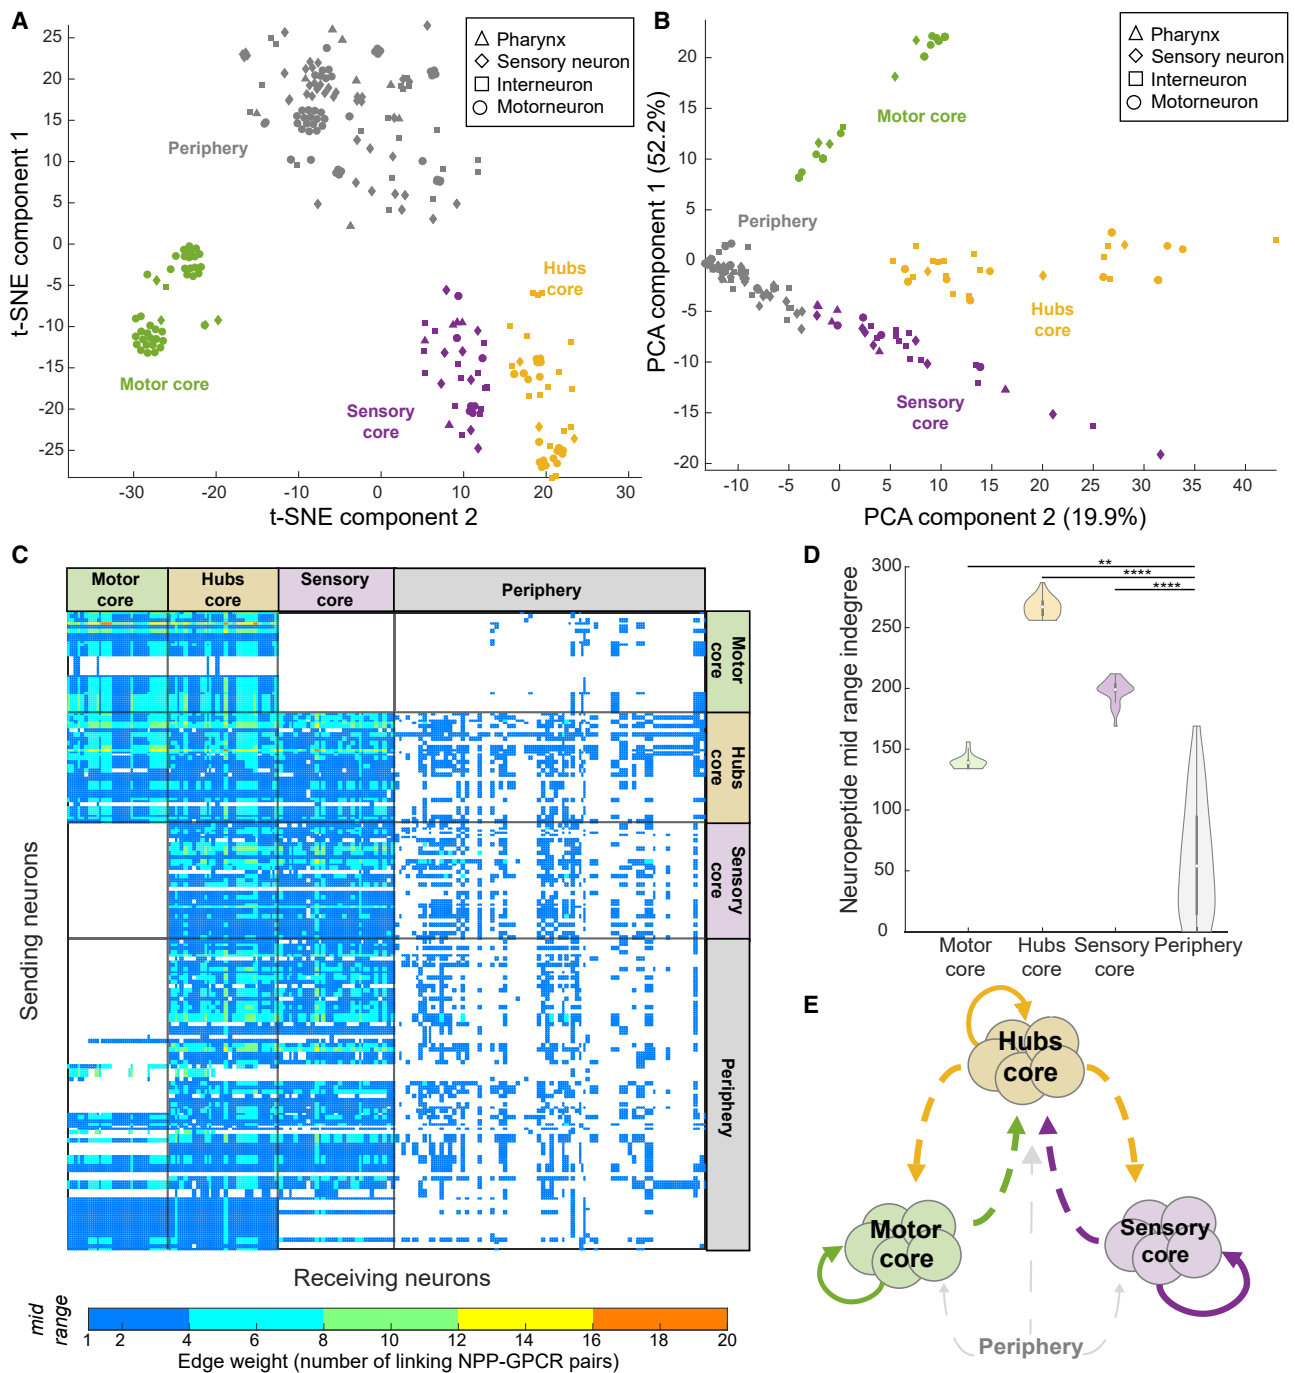 A
25
20
15
10
5
0
-5
-10
-15
-20
-25
-30
-20
-10
0
10
20
30
t-SNE component 1
t-SNE component 2
Pharynx
Sensory neuron
Interneuron
Motorneuron
Periphery
Motor core
Sensory
core
Hubs
core
B
20
15
10
5
0
-5
-10
-15
-20
-10
-5
0
5
10
15
20
25
30
35
40
PCA component 1 (52.2%)
PCA component 2 (19.9%)
Pharynx
Sensory neuron
Interneuron
Motorneuron
Motor core
Periphery
Hubs
core
Sensory
core
C
Motor
core
Hubs
core
Sensory
core
Periphery
Motor
core
Hubs
core
Sensory
core
Periphery
Sending neurons
Receiving neurons
mid
range
1 2 4 6 8 10 12 14 16 18 20
Edge weight (number of linking NPP-GPCR pairs)
D
Neuropeptide mid range indegree
300
250
200
150
100
50
0
**
****
****
Motor
core
Hubs
core
Sensory
core
Periphery
E
Hubs
core
Motor
core
Sensory
core
Periphery